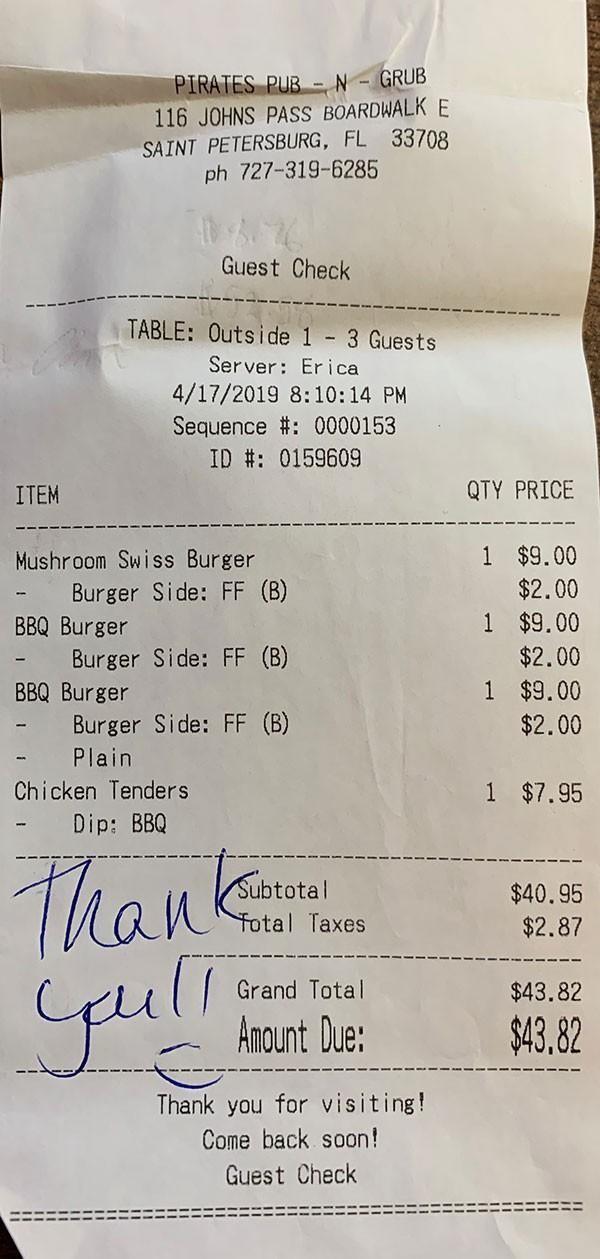 PIRATES PUB - N - GRUB
116 JOHNS PASS BOARDWALK E
SAINT PETERSBURG, FL 33708
ph 727-319-6285
Guest Check
TABLE: Outside 1 - 3 Guests
Server: Erica
4/17/2019 8:10:14 PM
Sequence #: 0000153
ID #: 0159609
ITEM QTY PRICE
Mushroom Swiss Burger 1 $9.00
- Burger Side: FF (B) $2.00
BBQ Burger 1 $9.00
- Burger Side: FF (B) $2.00
BBQ Burger 1 $9.00
- Burger Side: FF (B) $2.00
- Plain
Chicken Tenders 1 $7.95
- Dip: BBQ
Thank
you!!
Subtotal $40.95
Total Taxes $2.87
Grand Total $43.82
Amount Due: $43.82
Thank you for visiting!
Come back soon!
Guest Check